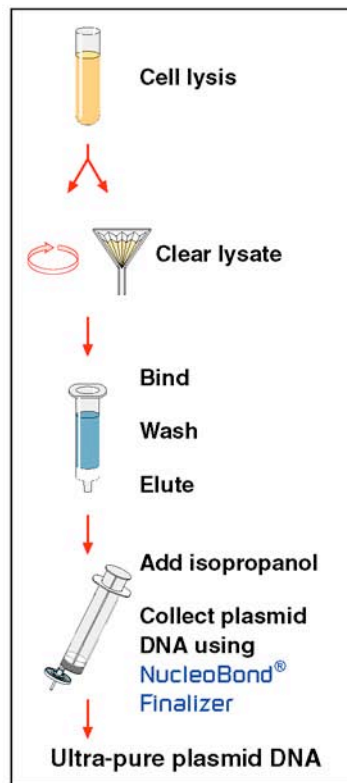 Cell lysis
Clear lysate
Bind
Wash
Elute
Add isopropanol
Collect plasmid
DNA using
NucleoBond®
Finalizer
Ultra-pure plasmid DNA